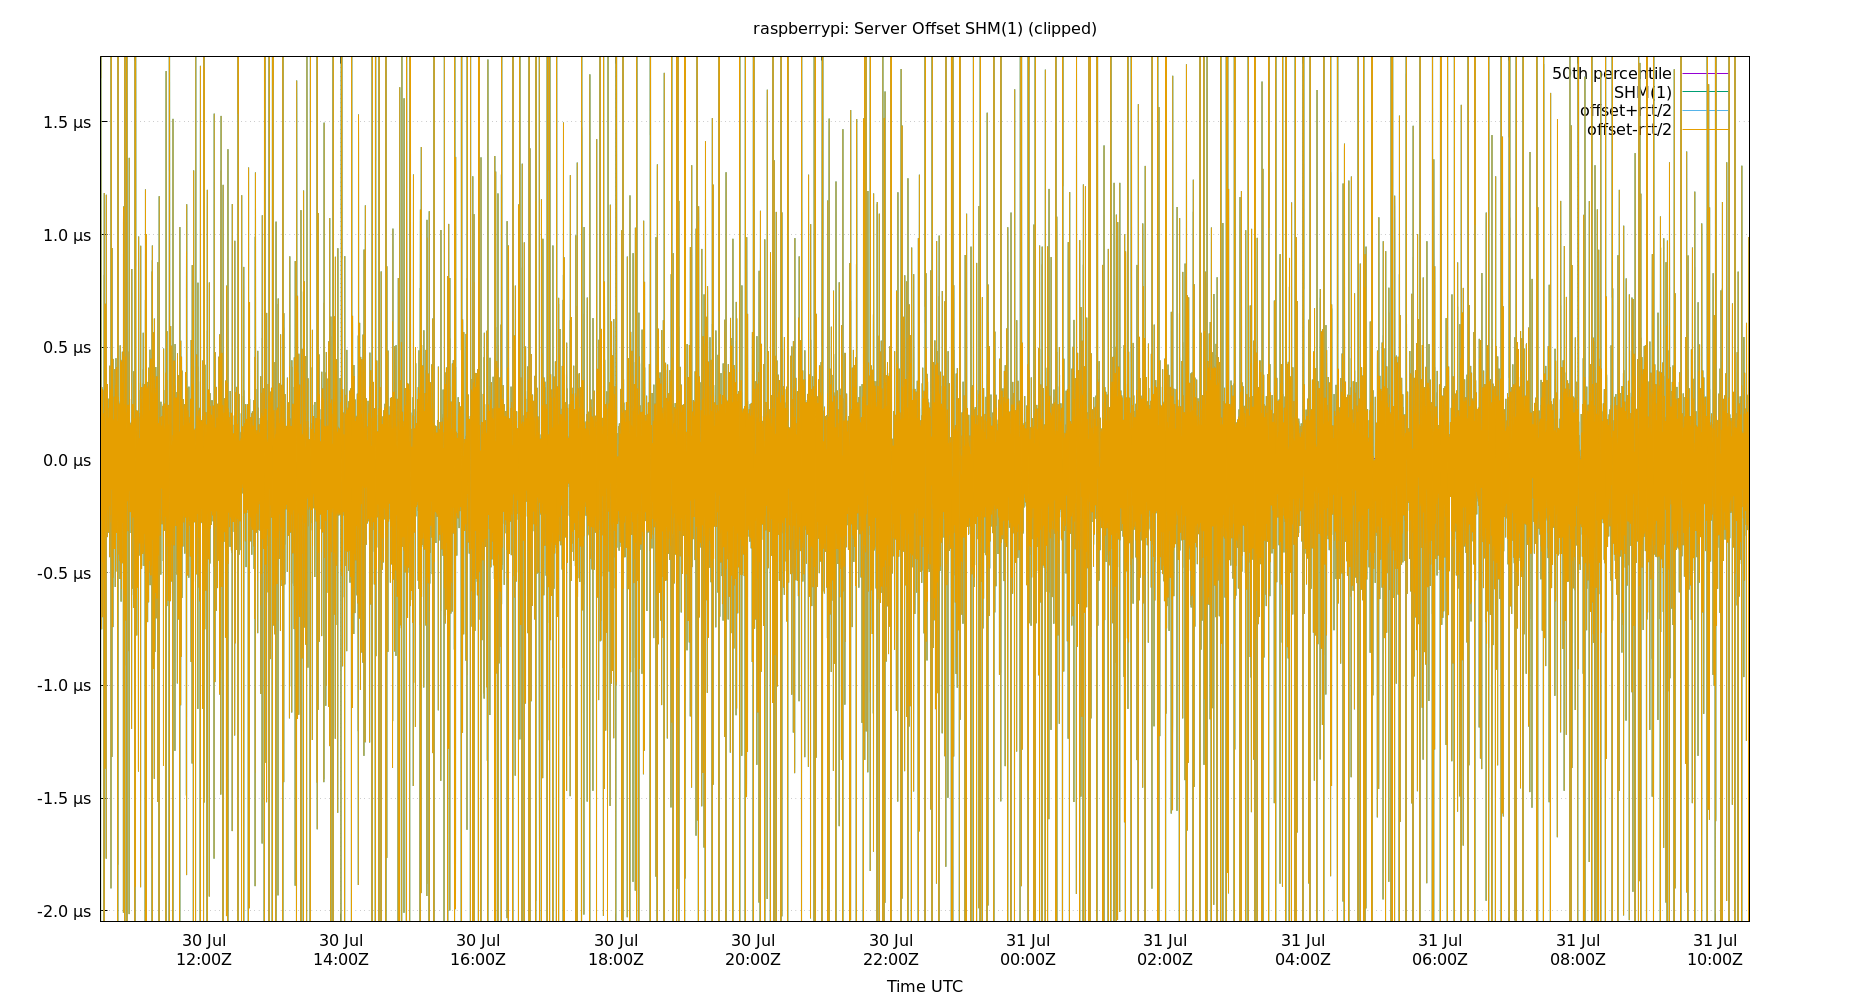 raspberrypi: Server Offset SHM(1) (clipped)
50th percentile
SHM(1)
offset+rtt/2
offset-rtt/2
1.5 µs
1.0 µs
0.5 µs
0.0 µs
-0.5 µs
-1.0 µs
-1.5 µs
-2.0 µs
30 Jul 30 Jul 30 Jul 30 Jul 30 Jul 30 Jul 31 Jul 31 Jul 31 Jul 31 Jul 31 Jul 31 Jul
12:00Z 14:00Z 16:00Z 18:00Z 20:00Z 22:00Z 00:00Z 02:00Z 04:00Z 06:00Z 08:00Z 10:00Z
Time UTC